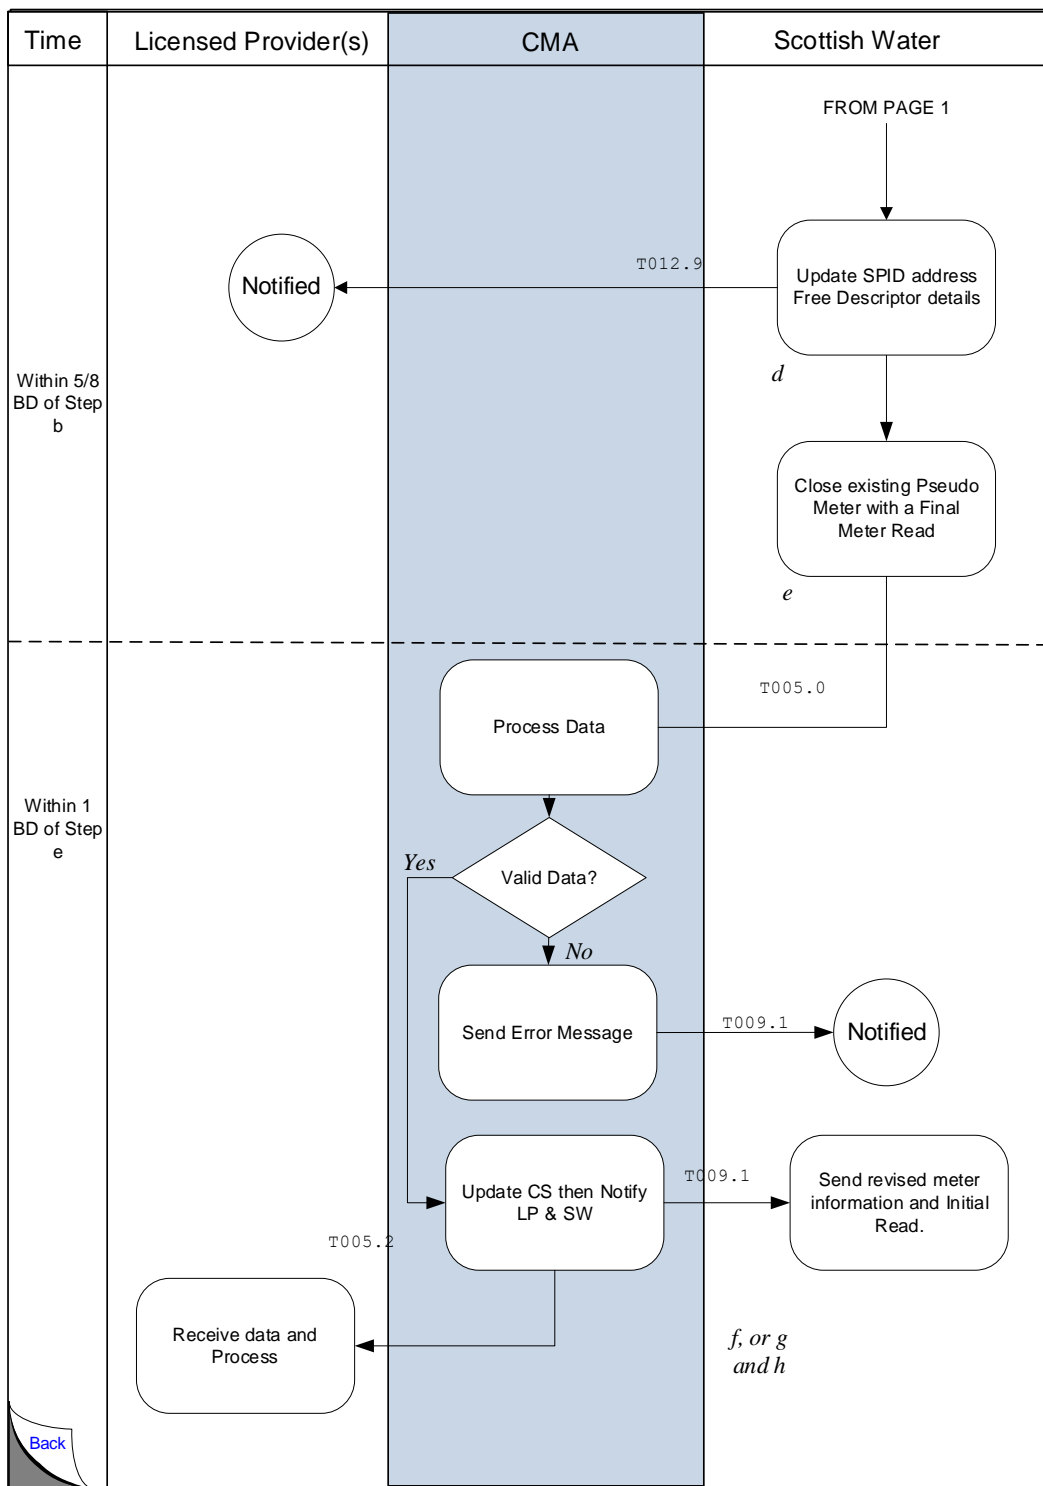 Time
Licensed Provider(s)
CMA
Scottish Water
FROM PAGE 1
T012.9
Notified
Update SPID address
Free Descriptor details
d
Within 5/8
BD of Step
b
Close existing Pseudo
Meter with a Final
Meter Read
e
T005.0
Process Data
Within 1
BD of Step
e
Yes
Valid Data?
No
Send Error Message
T009.1
Notified
Update CS then Notify
LP & SW
T009.1
Send revised meter
information and Initial
Read.
T005.2
Receive data and
Process
f, or g
and h
Back